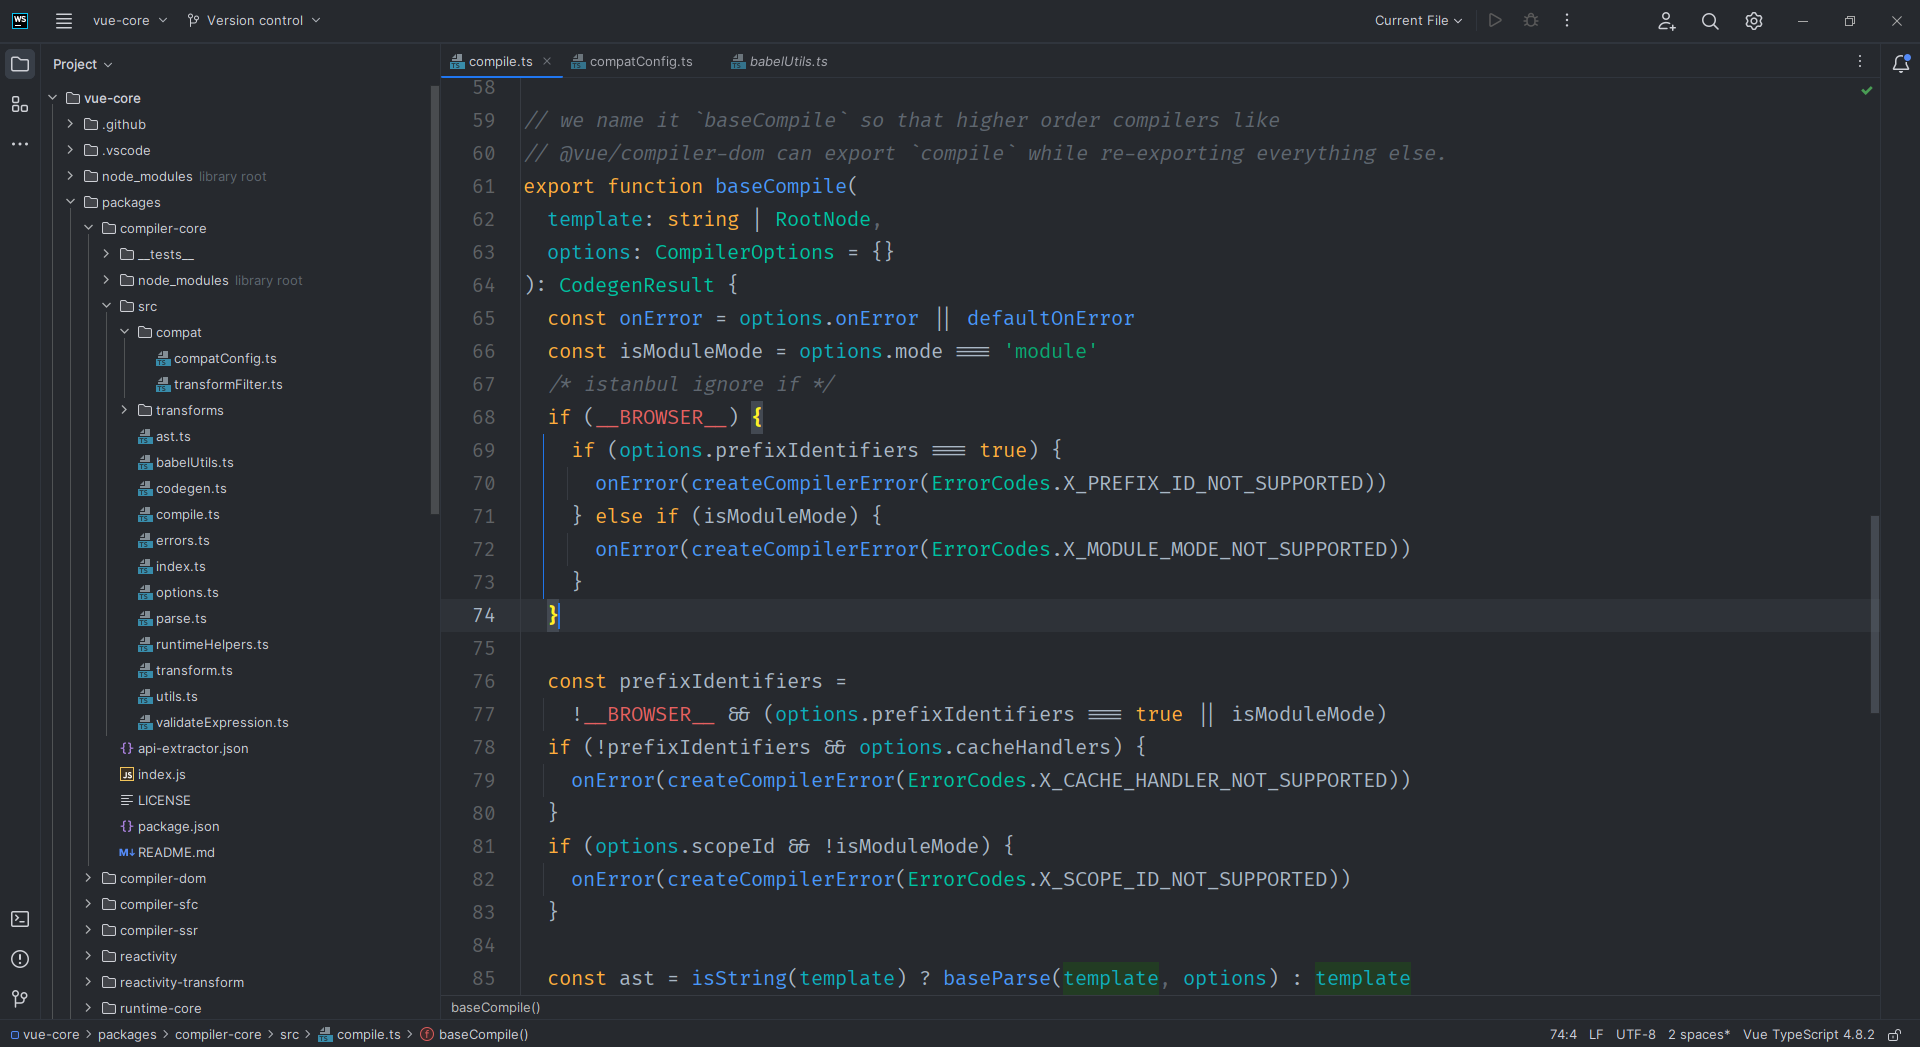 WS
vue-core
Version control
Current File
Project
vue-core
.github
.vscode
node_modules library root
packages
compiler-core
__tests__
node_modules library root
src
compat
compatConfig.ts
transformFilter.ts
transforms
ast.ts
babelUtils.ts
codegen.ts
compile.ts
errors.ts
index.ts
options.ts
parse.ts
runtimeHelpers.ts
transform.ts
utils.ts
validateExpression.ts
api-extractor.json
index.js
LICENSE
package.json
README.md
compiler-dom
compiler-sfc
compiler-ssr
reactivity
reactivity-transform
runtime-core
compile.ts
compatConfig.ts
babelUtils.ts
58
59 // we name it `baseCompile` so that higher order compilers like
60 // @vue/compiler-dom can export `compile` while re-exporting everything else.
61 export function baseCompile(
62 template: string | RootNode,
63 options: CompilerOptions = {}
64 ): CodegenResult {
65 const onError = options.onError || defaultOnError
66 const isModuleMode = options.mode === 'module'
67 /* istanbul ignore if */
68 if (__BROWSER__) {
69 if (options.prefixIdentifiers === true) {
70 onError(createCompilerError(ErrorCodes.X_PREFIX_ID_NOT_SUPPORTED))
71 } else if (isModuleMode) {
72 onError(createCompilerError(ErrorCodes.X_MODULE_MODE_NOT_SUPPORTED))
73 }
74 }
75
76 const prefixIdentifiers =
77 !__BROWSER__ && (options.prefixIdentifiers === true || isModuleMode)
78 if (!prefixIdentifiers && options.cacheHandlers) {
79 onError(createCompilerError(ErrorCodes.X_CACHE_HANDLER_NOT_SUPPORTED))
80 }
81 if (options.scopeId && !isModuleMode) {
82 onError(createCompilerError(ErrorCodes.X_SCOPE_ID_NOT_SUPPORTED))
83 }
84
85 const ast = isString(template) ? baseParse(template, options) : template
baseCompile()
vue-core > packages > compiler-core > src > compile.ts > baseCompile()
74:4 LF UTF-8 2 spaces* Vue TypeScript 4.8.2